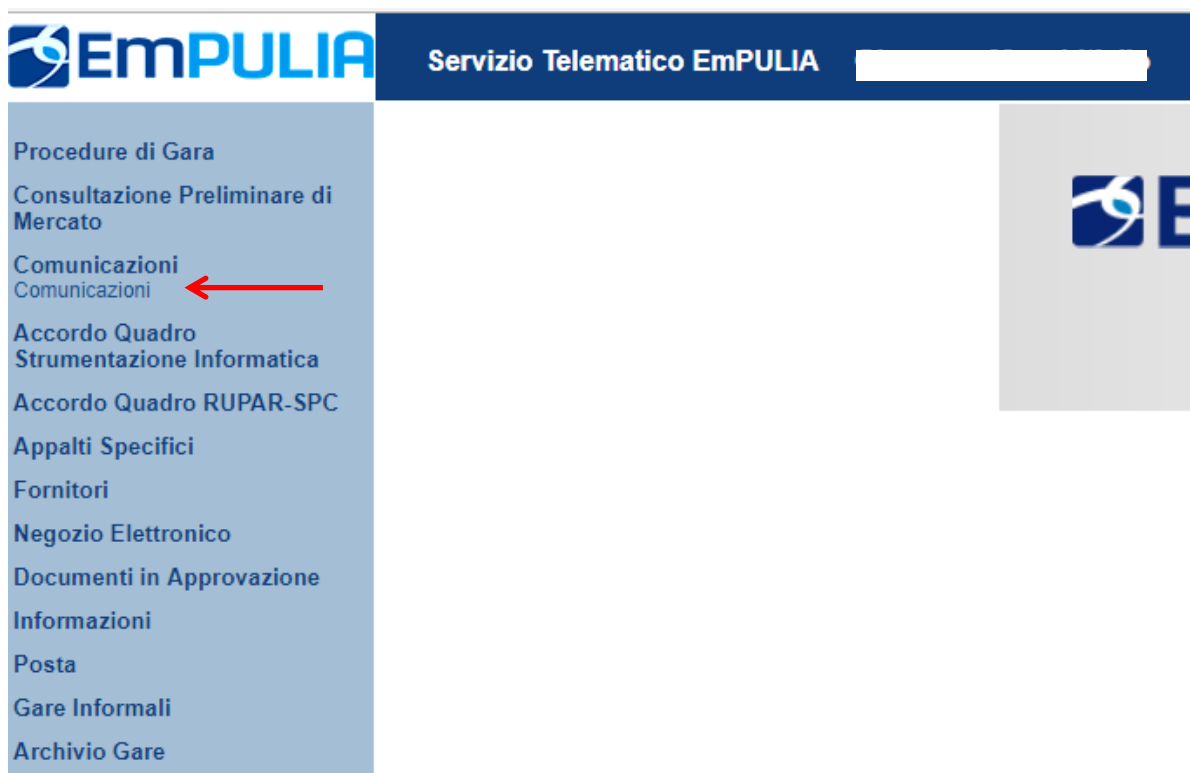 EmPULIA
Servizio Telematico EmPULIA
Procedure di Gara
Consultazione Preliminare di
Mercato
Comunicazioni
Comunicazioni
Accordo Quadro
Strumentazione Informatica
Accordo Quadro RUPAR-SPC
Appalti Specifici
Fornitori
Negozio Elettronico
Documenti in Approvazione
Informazioni
Posta
Gare Informali
Archivio Gare
E